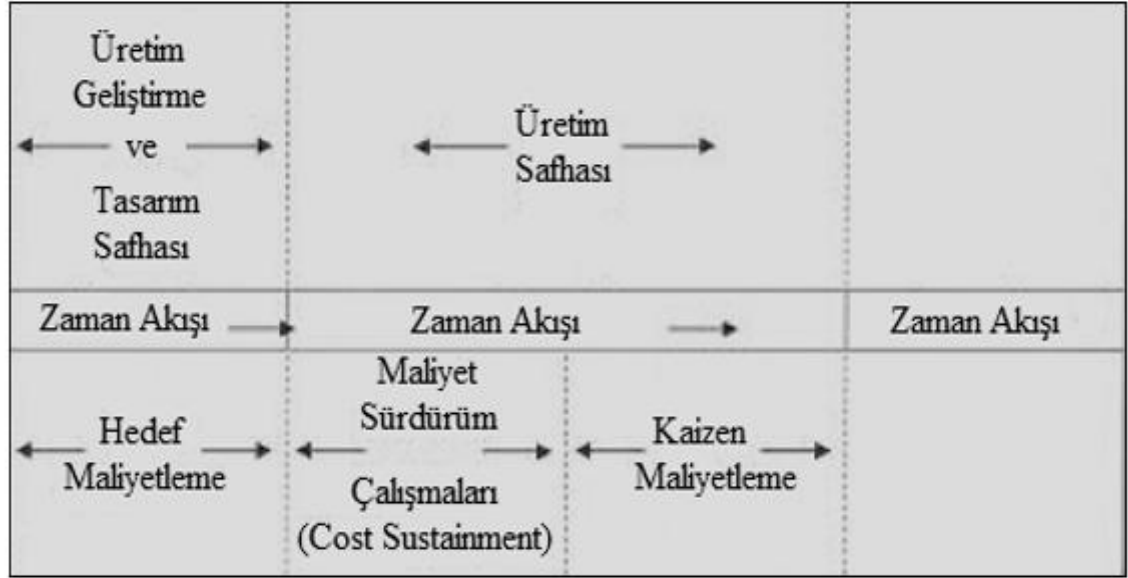 Üretim
Geliştirme
ve
Tasarım
Safhası
Üretim
Safhası
Zaman Akışı
Zaman Akışı
Zaman Akışı
Hedef
Maliyetleme
Maliyet
Sürdürüm
Çalışmaları
(Cost Sustainment)
Kaizen
Maliyetleme